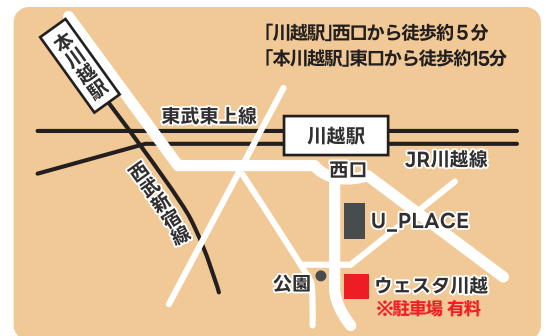 「川越駅」西口から徒歩約5分
「本川越駅」東口から徒歩約15分
本川越駅
東武東上線
川越駅
西口
JR川越線
西武新宿線
U_PLACE
公園
ウェスタ川越
※駐車場 有料